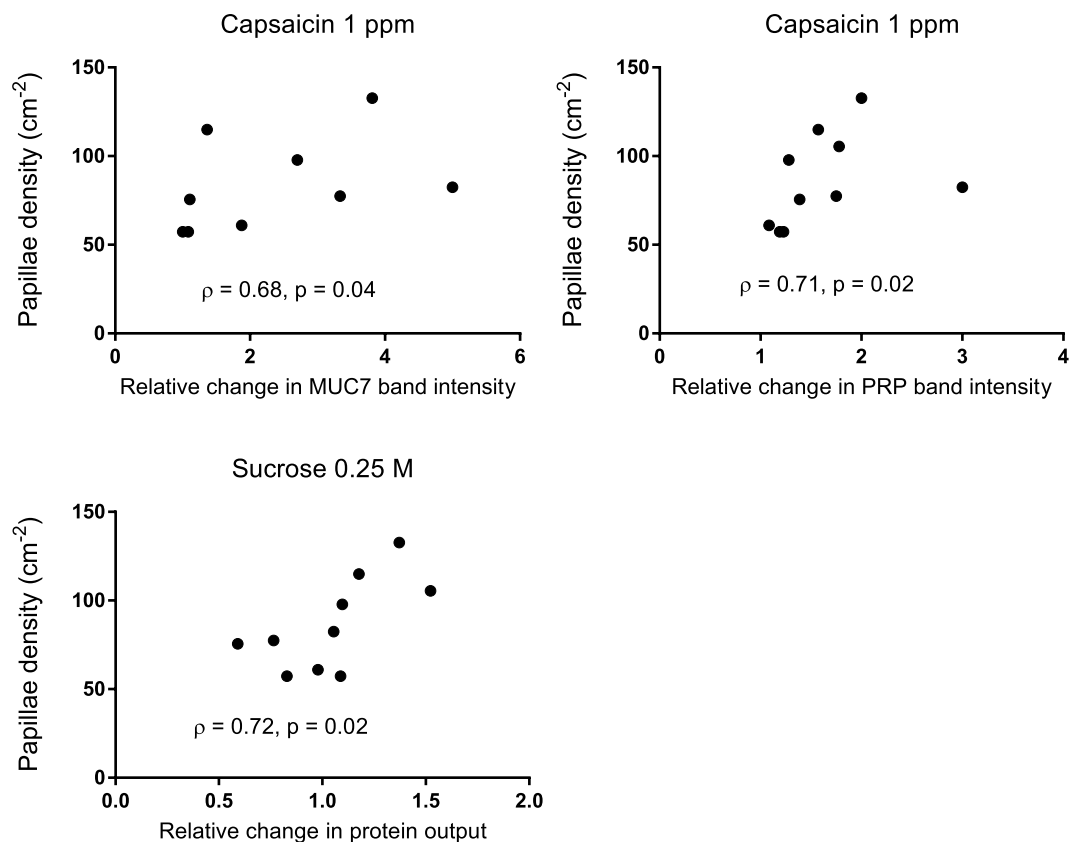 Capsaicin 1 ppm
Papillae density (cm-2)
150
100
50
0
ρ = 0.68, p = 0.04
0 2 4 6
Relative change in MUC7 band intensity
Capsaicin 1 ppm
Papillae density (cm-2)
150
100
50
0
ρ = 0.71, p = 0.02
0 1 2 3 4
Relative change in PRP band intensity
Sucrose 0.25 M
Papillae density (cm-2)
150
100
50
0
ρ = 0.72, p = 0.02
0.0 0.5 1.0 1.5 2.0
Relative change in protein output